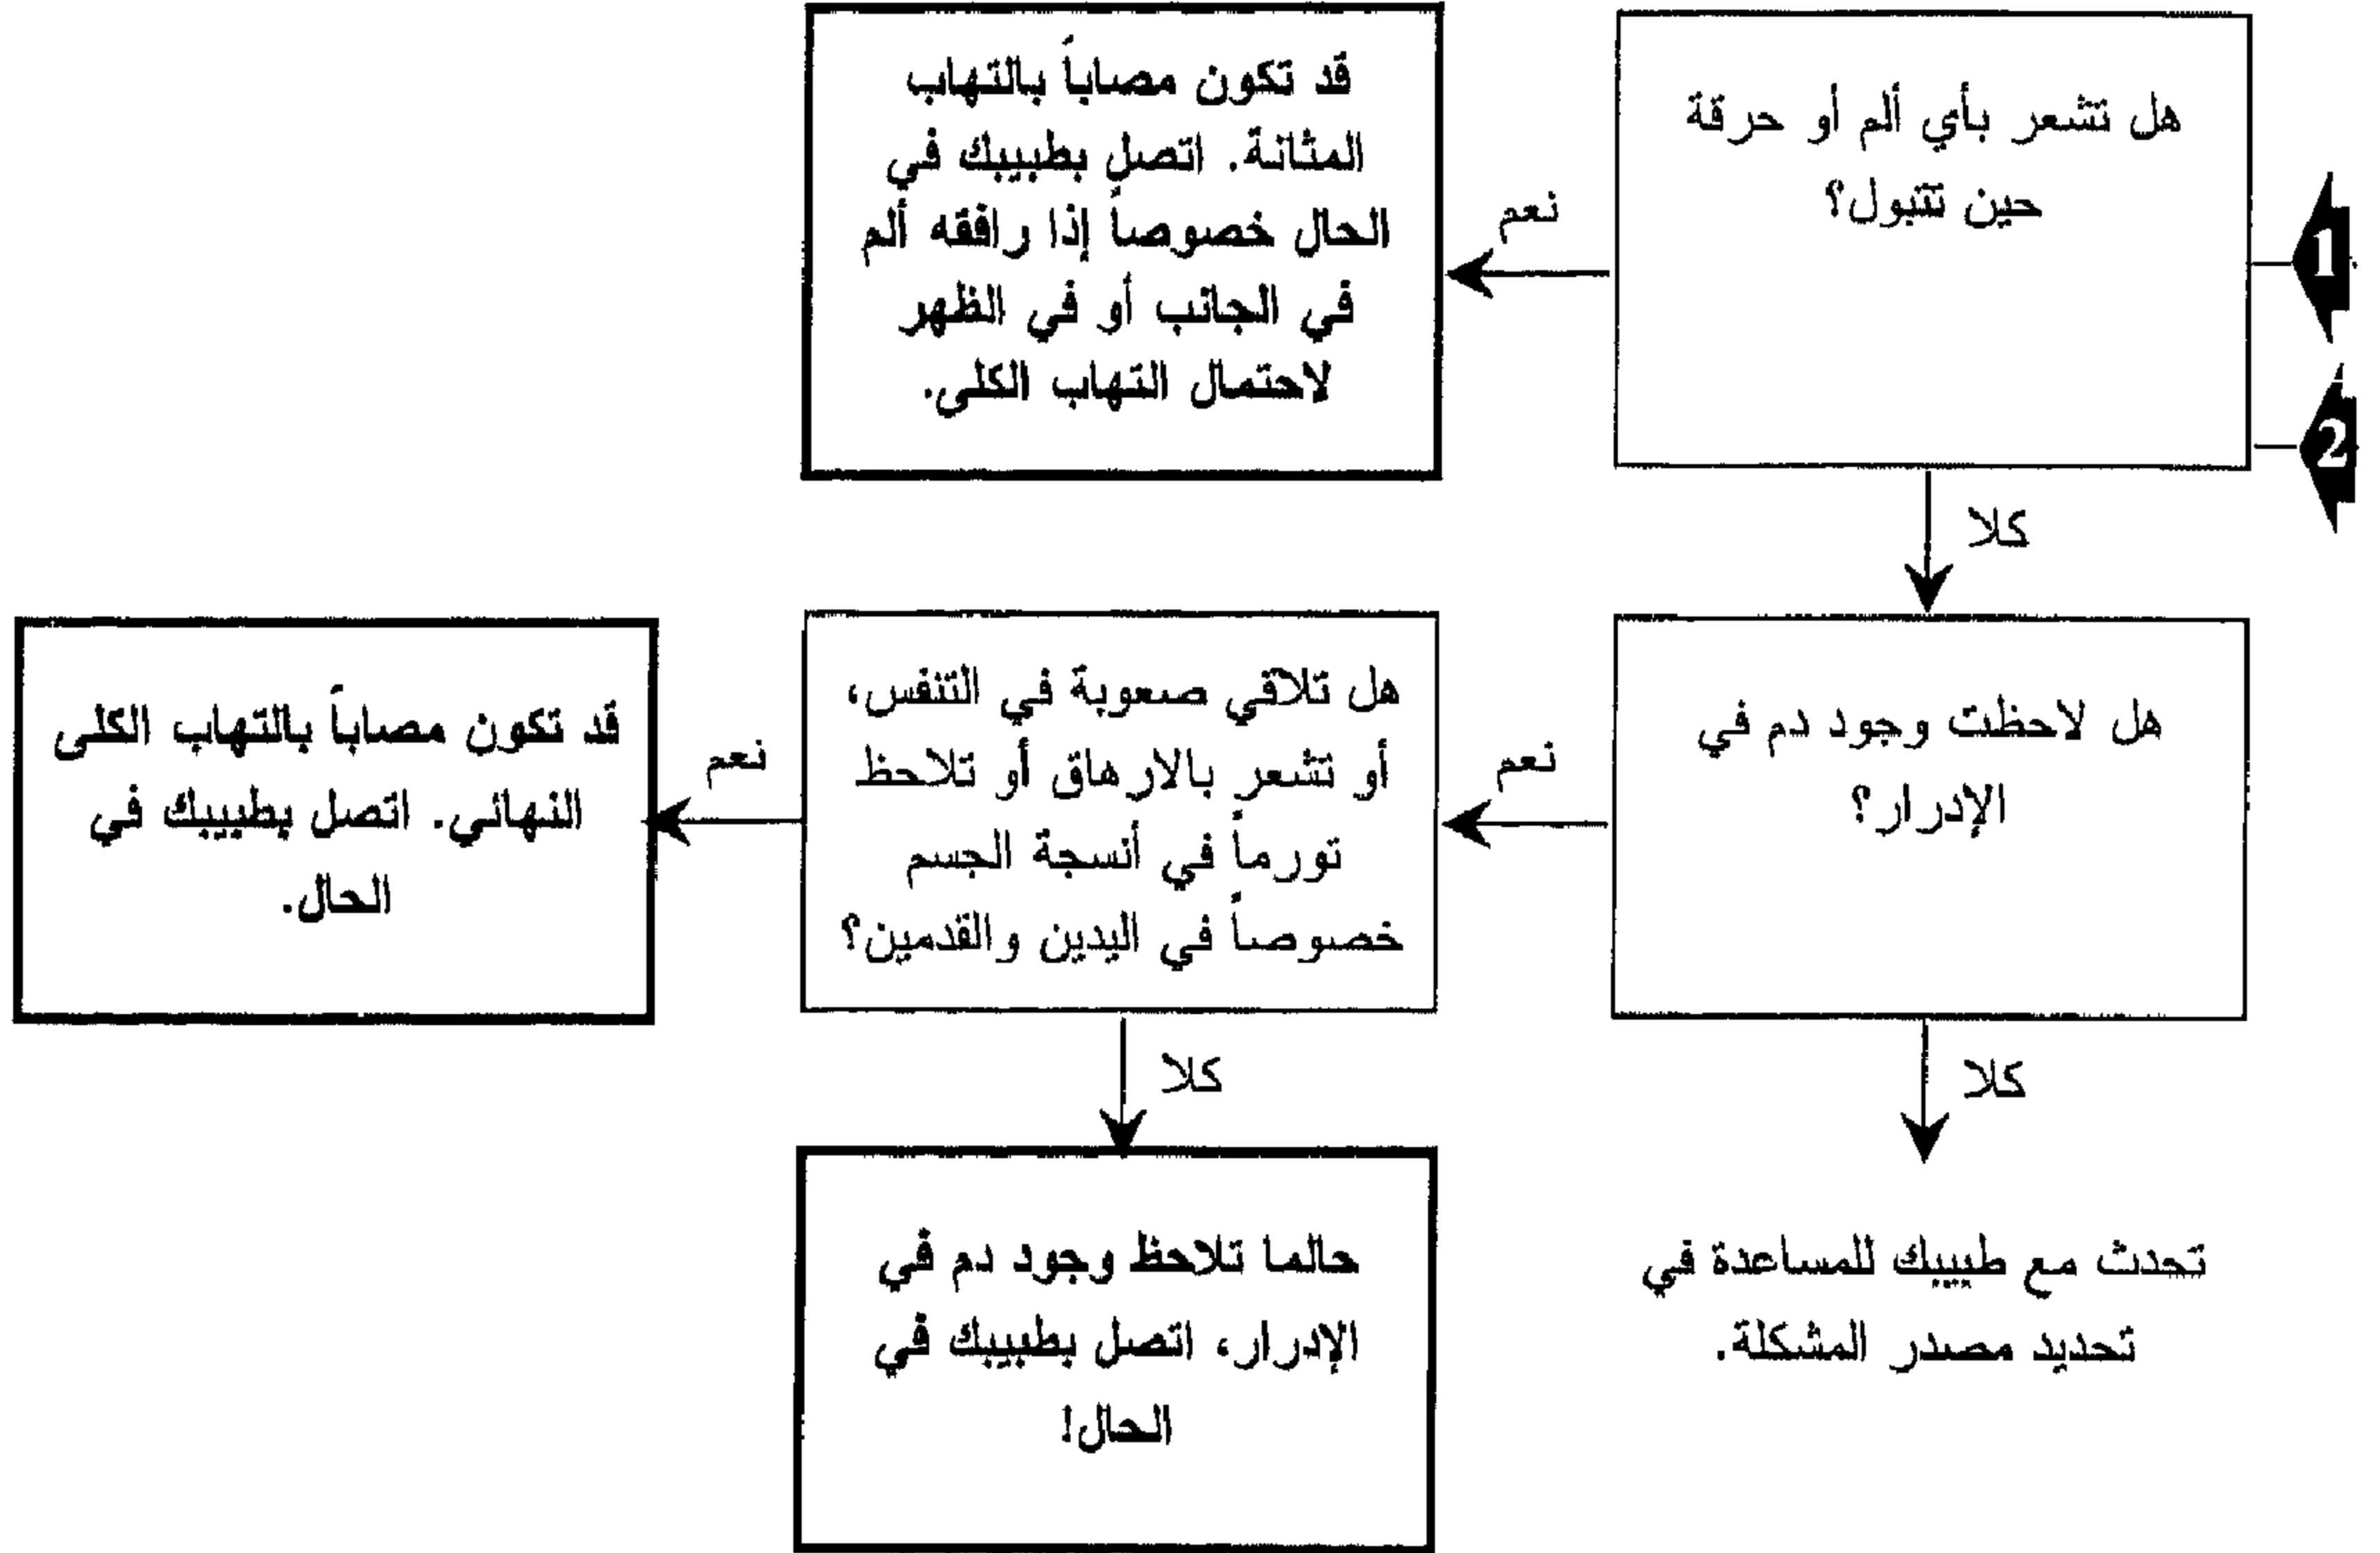 هل تشعر بأي ألم أو حرقة
حين تتبول؟
1
2
نعم
قد تكون مصاباً بالتهاب
المثانة. اتصل بطبيبك في
الحال خصوصاً إذا رافقه ألم
في الجانب أو في الظهر
لاحتمال التهاب الكلى.
كلا
هل لاحظت وجود دم في
الإدرار؟
نعم
هل تلاقي صعوبة في التنفس،
أو تشعر بالارهاق أو تلاحظ
تورماً في أنسجة الجسم
خصوصاً في اليدين والقدمين؟
نعم
قد تكون مصاباً بالتهاب الكلى
النهائي. اتصل بطبيبك في
الحال.
كلا
حالما تلاحظ وجود دم في
الإدرار، اتصل بطبيبك في
الحال!
كلا
تحدث مع طبيبك للمساعدة في
تحديد مصدر المشكلة.